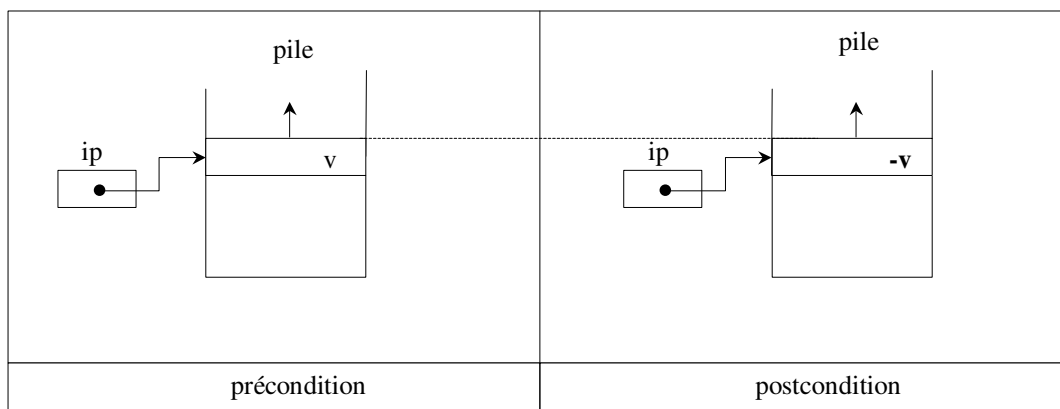 pile
ip
v
précondition
pile
ip
-v
postcondition